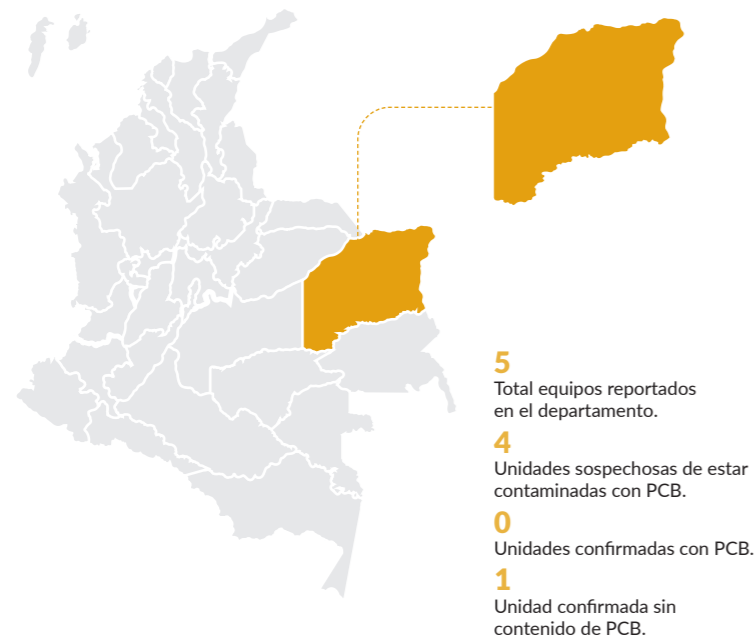 5
Total equipos reportados
en el departamento.
4
Unidades sospechosas de estar
contaminadas con PCB.
0
Unidades confirmadas con PCB.
1
Unidad confirmada sin
contenido de PCB.